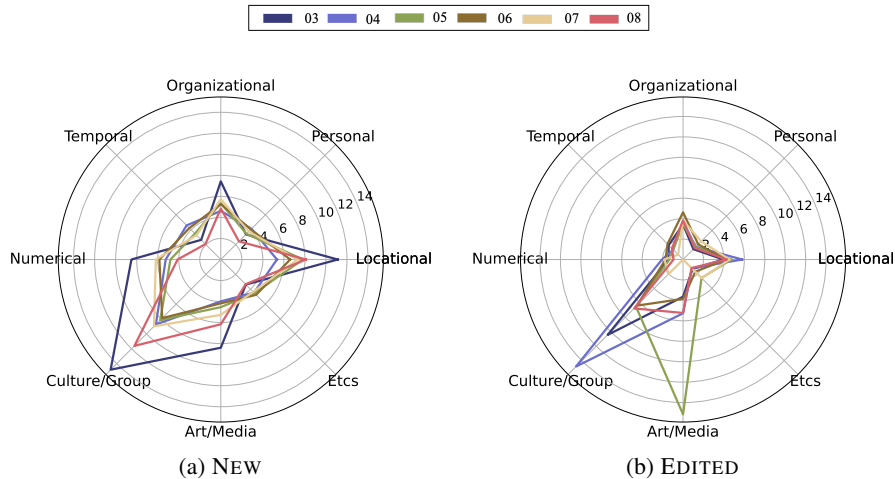 03 04 05 06 07 08
Organizational Organizational
Temporal Personal Temporal Personal
14 14
12 12
10 10
8 8
6 6
4 4
2 2
Numerical Locational Numerical Locational
Culture/Group Etcs Culture/Group Etcs
Art/Media Art/Media
(a) NEW (b) EDITED